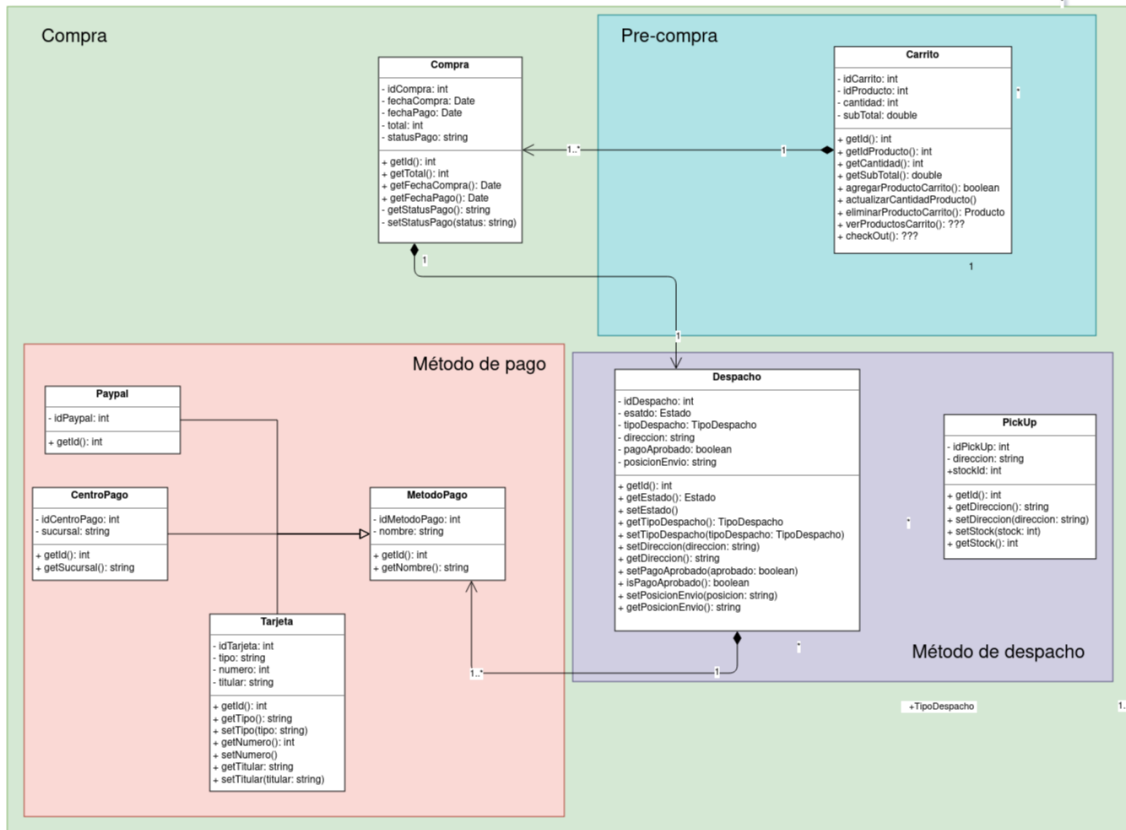 Compra
Pre-compra
Compra
- idCompra: int
- fechaCompra: Date
- fechaPago: Date
- total: int
- statusPago: string
+ getId(): int
+ getTotal(): int
+ getFechaCompra(): Date
+ getFechaPago(): Date
- getStatusPago(): string
- setStatusPago(status: string)
Carrito
- idCarrito: int
- idProducto: int
- cantidad: int
- subTotal: double
+ getId(): int
+ getIdProducto(): int
+ getCantidad(): int
+ getSubTotal(): double
+ agregarProductoCarrito(): boolean
+ actualizarCantidadProducto()
+ eliminarProductoCarrito(): Producto
+ verProductosCarrito(): ???
+ checkOut(): ???
*
1..*
1
1
1
1
Método de pago
Paypal
- idPaypal: int
+ getId(): int
CentroPago
- idCentroPago: int
- sucursal: string
+ getId(): int
+ getSucursal(): string
MetodoPago
- idMetodoPago: int
- nombre: string
+ getId(): int
+ getNombre(): string
Tarjeta
- idTarjeta: int
- tipo: string
- numero: int
- titular: string
+ getId(): int
+ getTipo(): string
+ setTipo(tipo: string)
+ getNumero(): int
+ setNumero()
+ getTitular: string
+ setTitular(titular: string)
1..*
1
Despacho
- idDespacho: int
- esatdo: Estado
- tipoDespacho: TipoDespacho
- direccion: string
- pagoAprobado: boolean
- posicionEnvio: string
+ getId(): int
+ getEstado(): Estado
+ setEstado()
+ getTipoDespacho(): TipoDespacho
+ setTipoDespacho(tipoDespacho: TipoDespacho)
+ setDireccion(direccion: string)
+ getDireccion(): string
+ setPagoAprobado(aprobado: boolean)
+ isPagoAprobado(): boolean
+ setPosicionEnvio(posicion: string)
+ getPosicionEnvio(): string
PickUp
- idPickUp: int
- direccion: string
+stockId: int
+ getId(): int
+ getDireccion(): string
+ setDireccion(direccion: string)
+ setStock(stock: int)
+ getStock(): int
*
*
Método de despacho
+TipoDespacho
1..